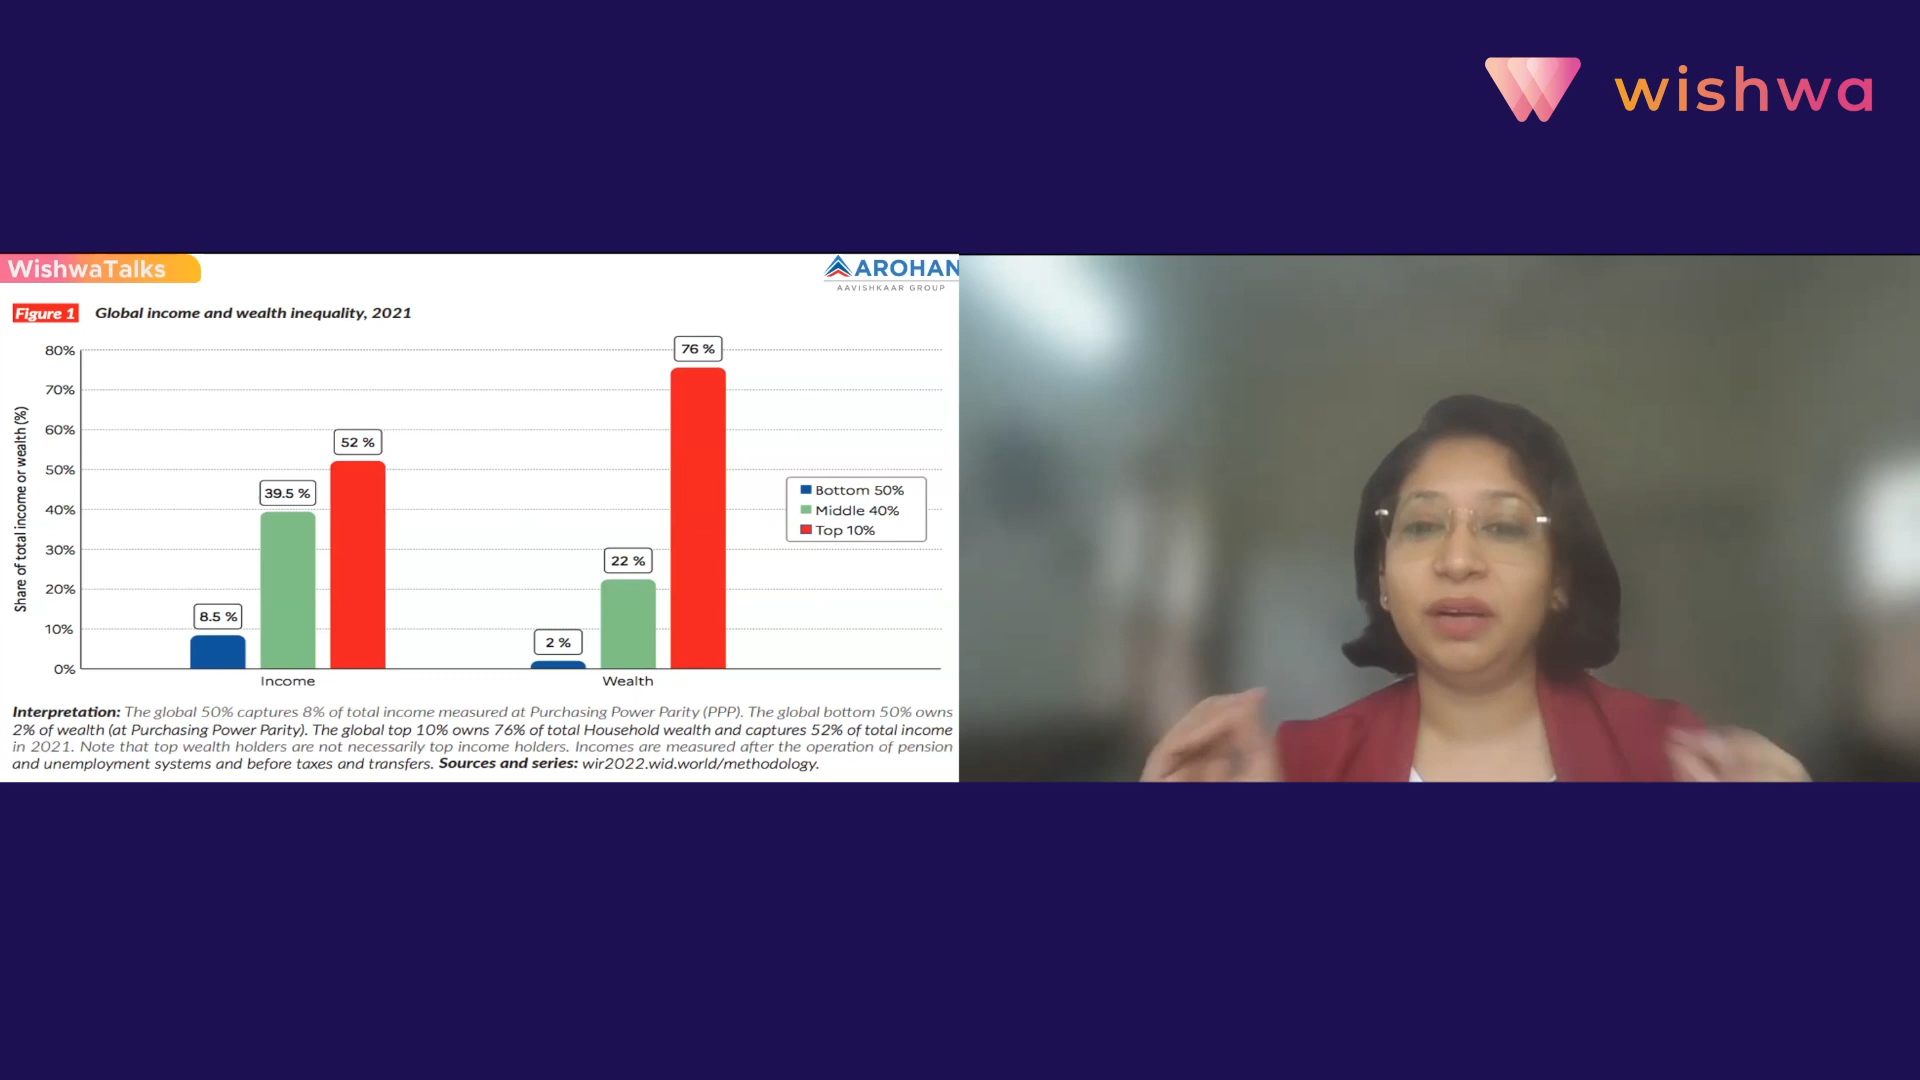 wishwa
WishwaTalks
AROHAN
AAVISHKAAR GROUP
Figure 1 Global income and wealth inequality, 2021
Share of total income or wealth (%)
80%
70%
60%
50%
40%
30%
20%
10%
0%
8.5 %
39.5 %
52 %
2 %
22 %
76 %
Income
Wealth
Bottom 50%
Middle 40%
Top 10%
Interpretation: The global 50% captures 8% of total income measured at Purchasing Power Parity (PPP). The global bottom 50% owns
2% of wealth (at Purchasing Power Parity). The global top 10% owns 76% of total Household wealth and captures 52% of total income
in 2021. Note that top wealth holders are not necessarily top income holders. Incomes are measured after the operation of pension
and unemployment systems and before taxes and transfers. Sources and series: wir2022.wid.world/methodology.